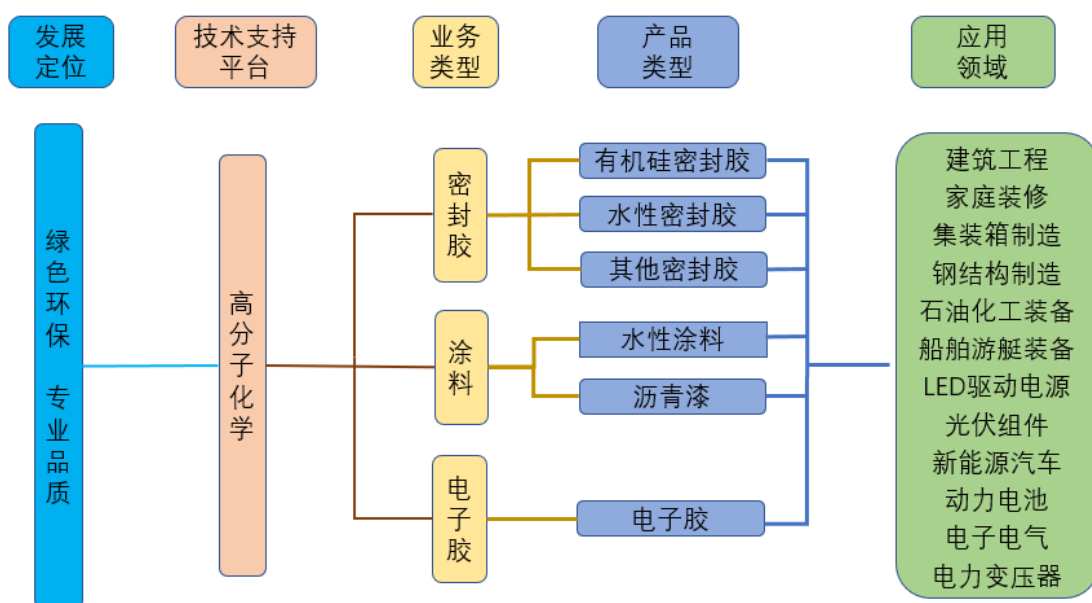 发展
定位
技术支持
平台
业务
类型
产品
类型
应用
领域
绿色环保 专业品质
高分子化学
密封胶
涂料
电子胶
有机硅密封胶
水性密封胶
其他密封胶
水性涂料
沥青漆
电子胶
建筑工程
家庭装修
集装箱制造
钢结构制造
石油化工装备
船舶游艇装备
LED驱动电源
光伏组件
新能源汽车
动力电池
电子电气
电力变压器